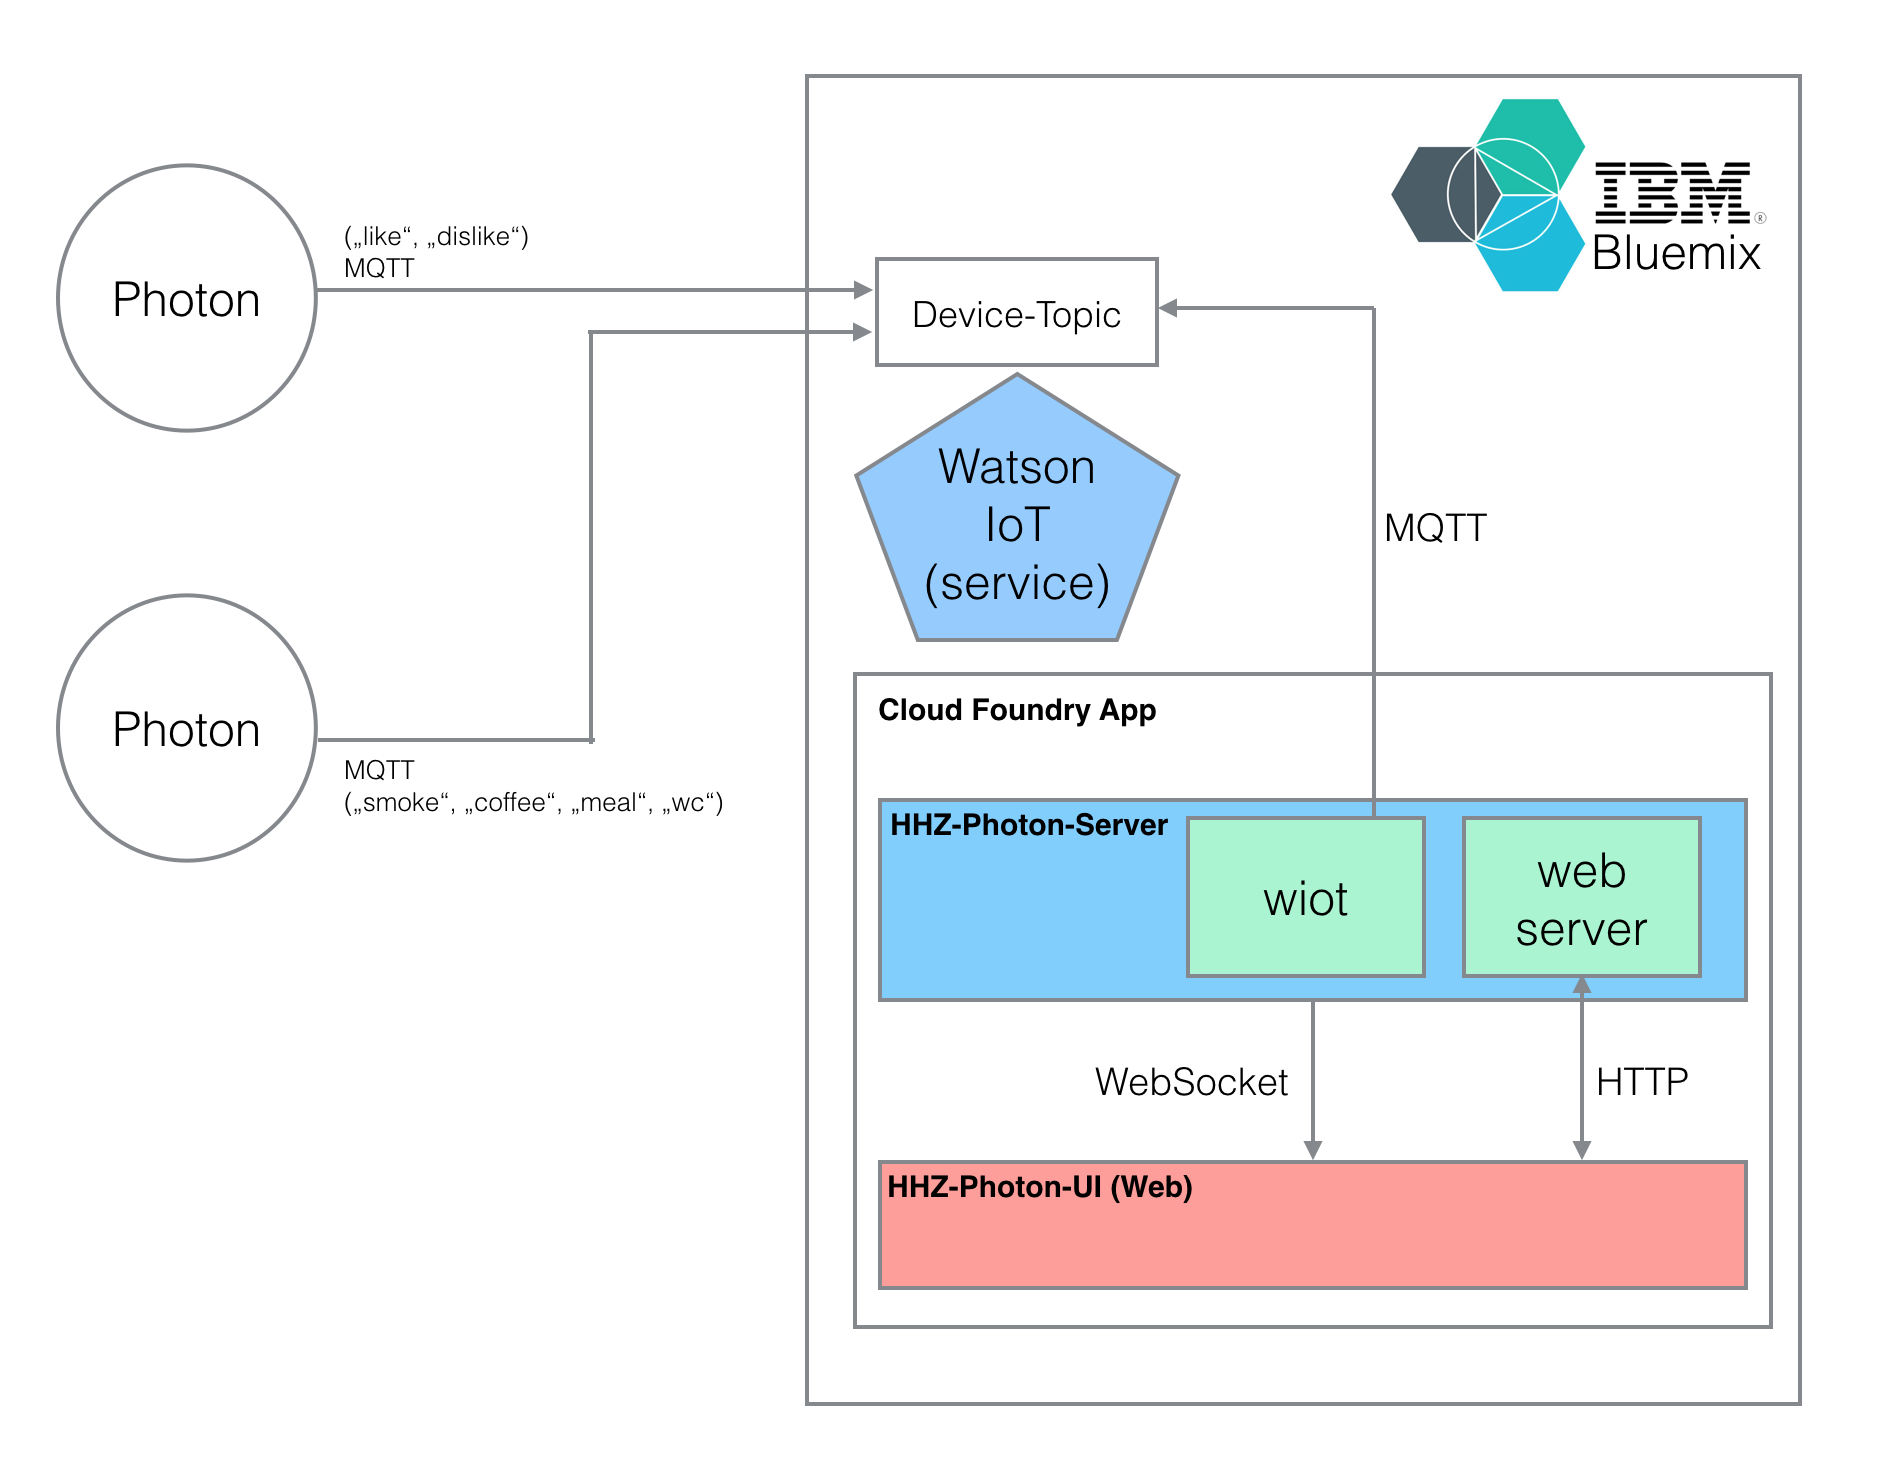 IBM®
Bluemix
(„like“, „dislike“)
MQTT
Photon
Device-Topic
Watson
IoT
(service)
MQTT
Photon
MQTT
(„smoke“, „coffee“, „meal“, „wc“)
Cloud Foundry App
HHZ-Photon-Server
wiot
web
server
WebSocket
HTTP
HHZ-Photon-UI (Web)